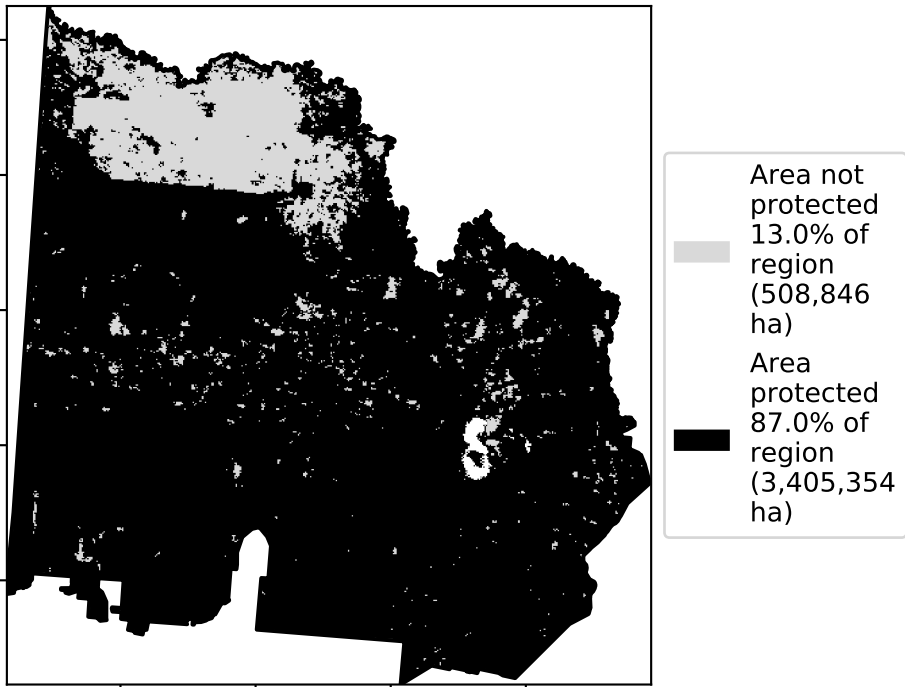 Area not
protected
13.0% of
region
(508,846
ha)
Area
protected
87.0% of
region
(3,405,354
ha)